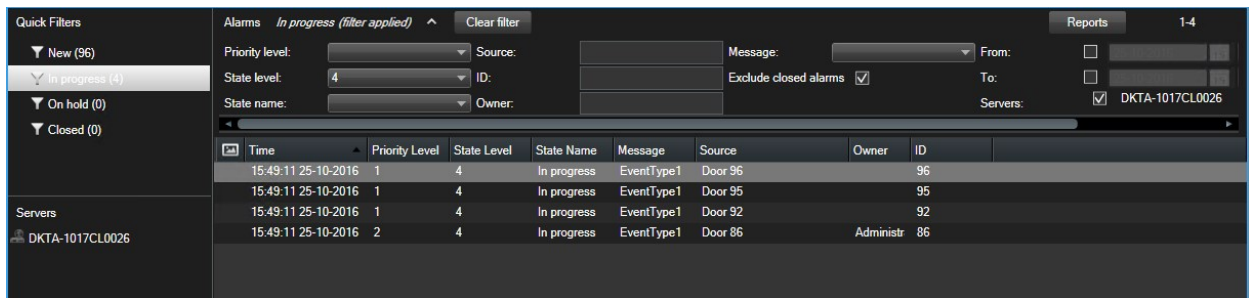 Quick Filters
New (96)
In progress (4)
On hold (0)
Closed (0)
Servers
DKTA-1017CL0026
Alarms In progress (filter applied) Clear filter Reports 1-4
Priority level: Source: Message: From:
State level: 4 ID: Exclude closed alarms To:
State name: Owner: Servers: DKTA-1017CL0026
Time Priority Level State Level State Name Message Source Owner ID
15:49:11 25-10-2016 1 4 In progress EventType1 Door 96 96
15:49:11 25-10-2016 1 4 In progress EventType1 Door 95 95
15:49:11 25-10-2016 1 4 In progress EventType1 Door 92 92
15:49:11 25-10-2016 2 4 In progress EventType1 Door 86 Administr 86